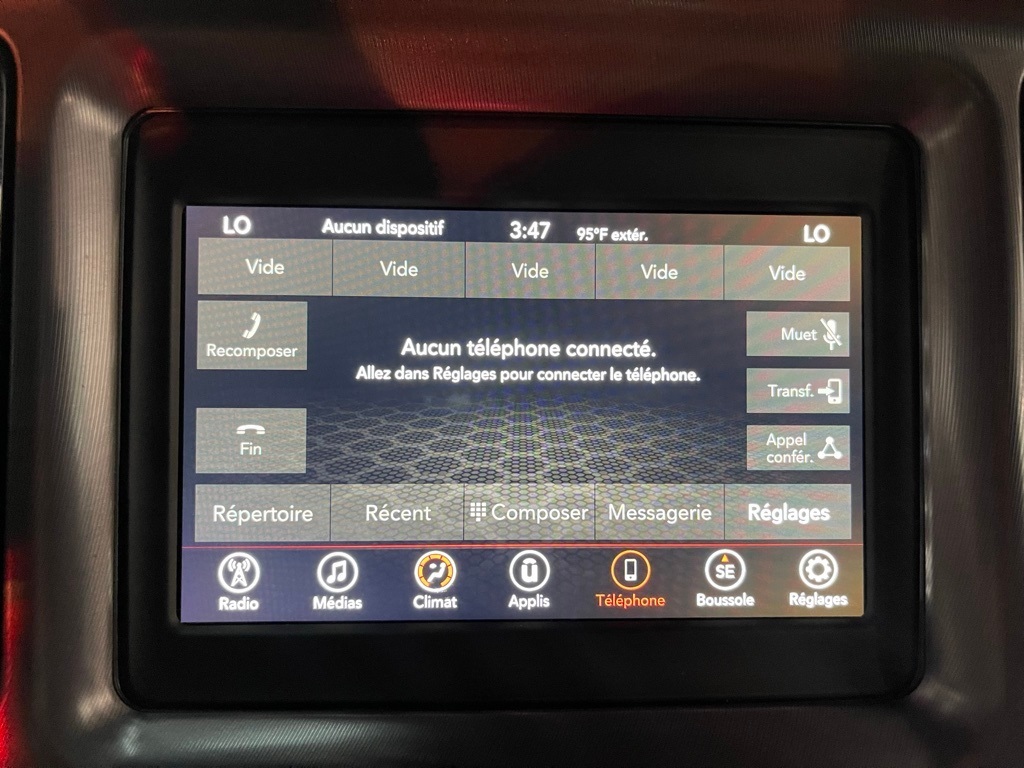 LO Aucun dispositif 3:47 95°F extér. LO
Vide Vide Vide Vide Vide
Recomposer
Muet
Aucun téléphone connecté.
Allez dans Réglages pour connecter le téléphone.
Transf.
Fin
Appel
confér.
Répertoire Récent Composer Messagerie Réglages
SE
Radio Médias Climat Applis Téléphone Boussole Réglages